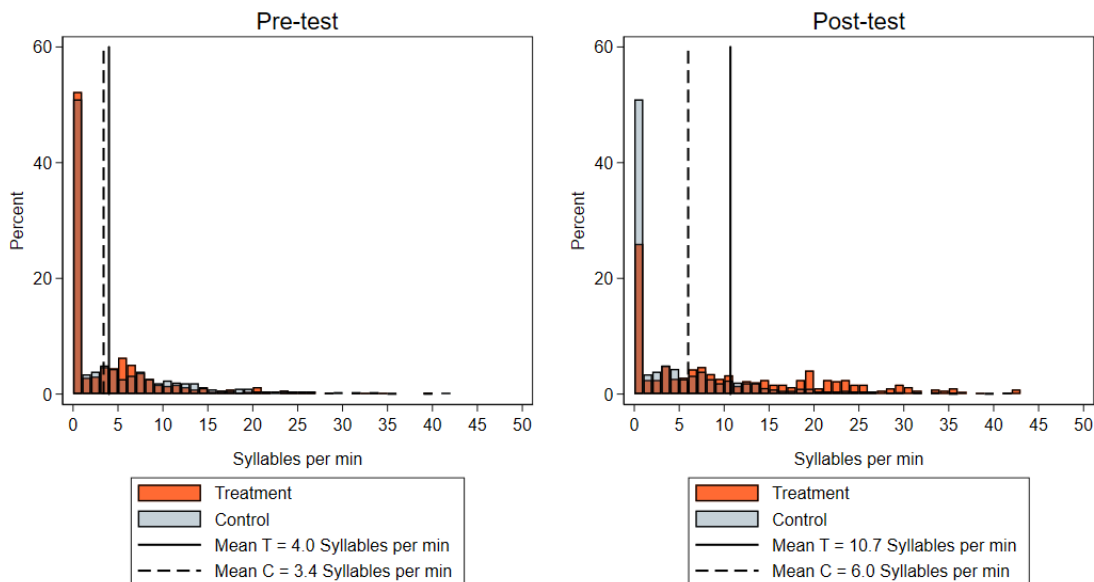 Pre-test
60
40
20
0
Percent
0 5 10 15 20 25 30 35 40 45 50
Syllables per min
Treatment
Control
Mean T = 4.0 Syllables per min
Mean C = 3.4 Syllables per min
Post-test
60
40
20
0
Percent
0 5 10 15 20 25 30 35 40 45 50
Syllables per min
Treatment
Control
Mean T = 10.7 Syllables per min
Mean C = 6.0 Syllables per min